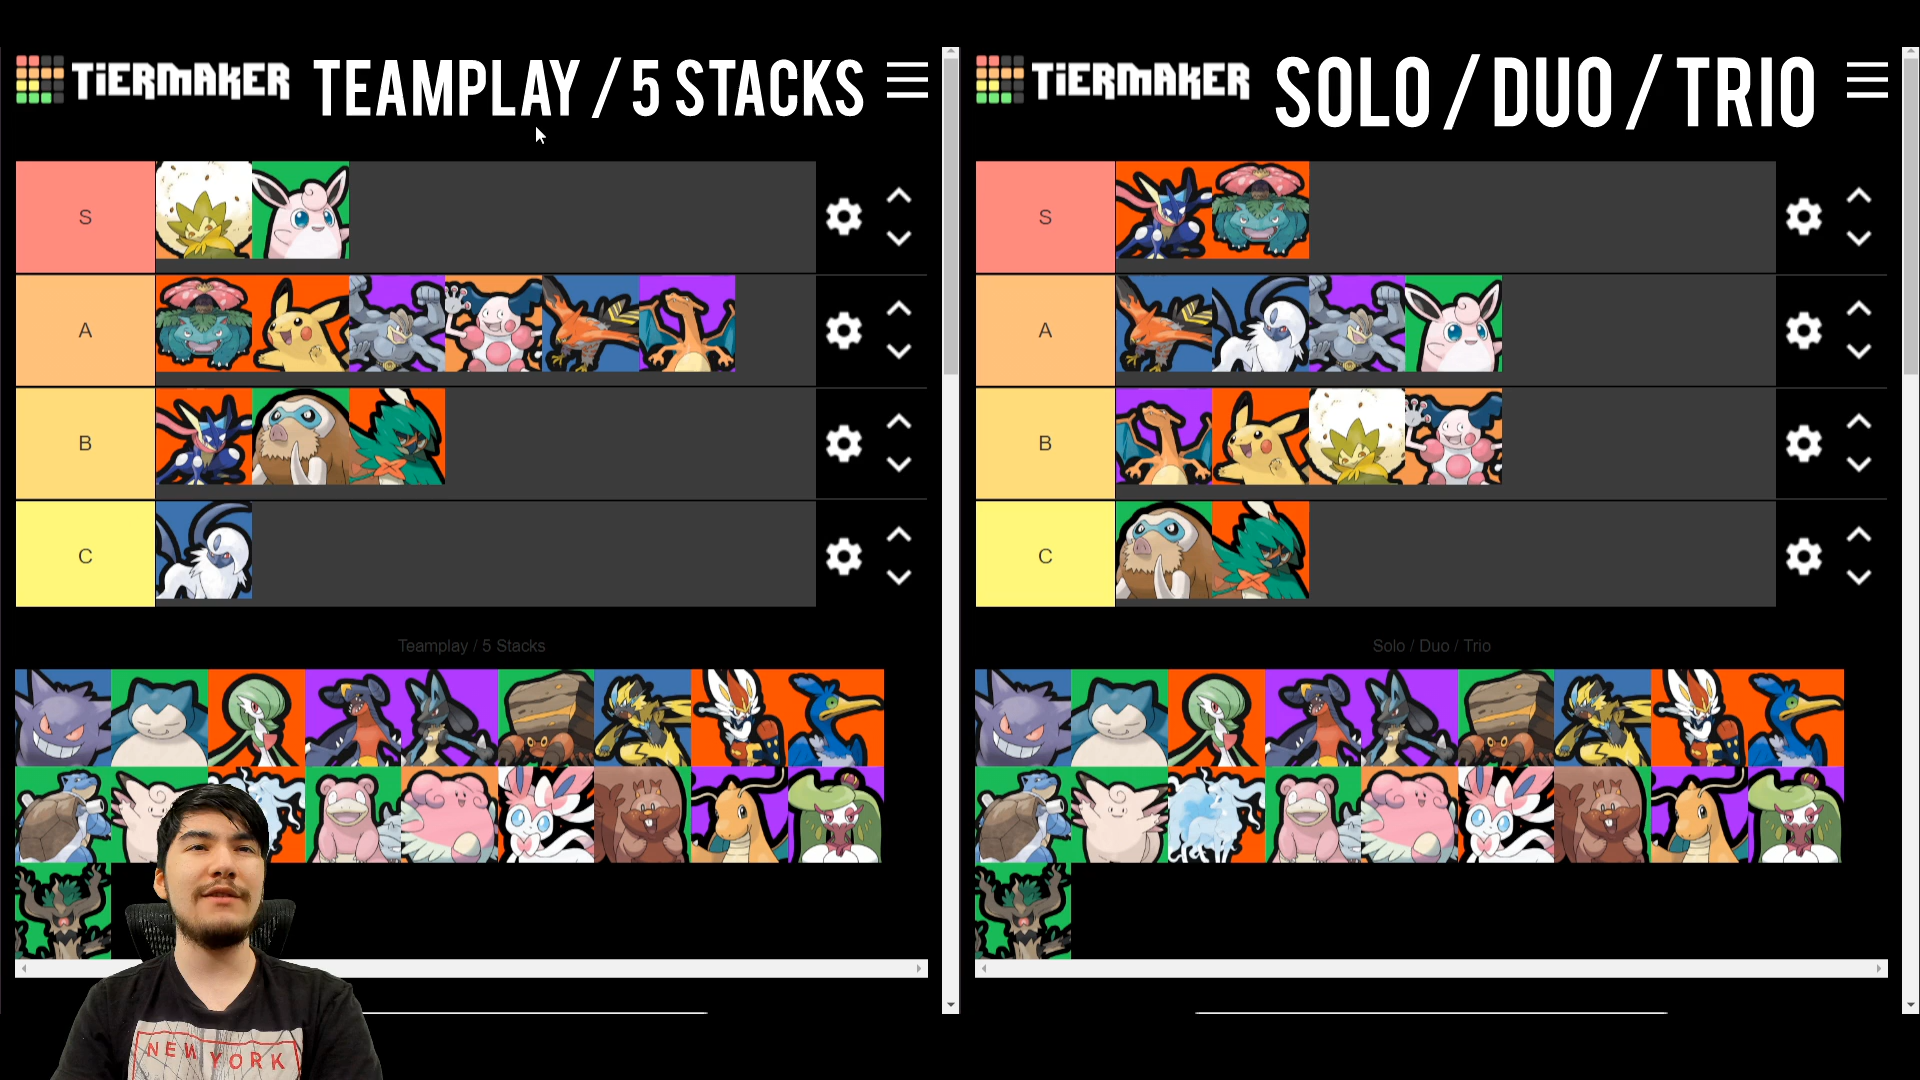 TiERMAKER TEAMPLAY / 5 STACKS
S
A
B
C
Teamplay / 5 Stacks
TiERMAKER SOLO / DUO / TRIO
S
A
B
C
Solo / Duo / Trio
NEW YORK